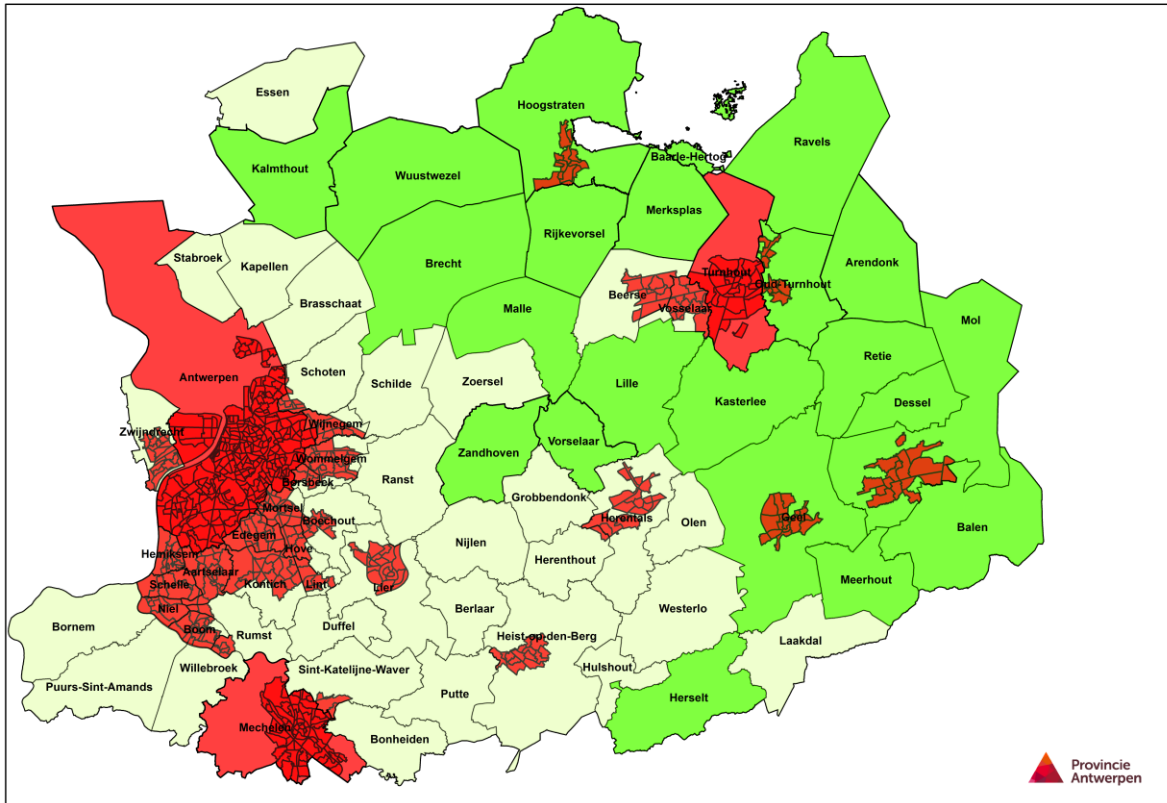 Essen
Hoogstraten
Ravels
Kalmthout
Wuustwezel
Baarle-Hertog
Merksplas
Rijkevorsel
Stabroek
Kapellen
Brecht
Arendonk
Turnhout
Oud-Turnhout
Beerse
Brasschaat
Vosselaar
Malle
Mol
Retie
Antwerpen
Schoten
Schilde
Zoersel
Lille
Kasterlee
Dessel
Wijnegem
Zwijndrecht
Vorselaar
Zandhoven
Wommelgem
Ranst
Borsbeek
Grobbendonk
Mortsel
Herentals
Geel
Boechout
Olen
Balen
Edegem
Hove
Nijlen
Hemiksem
Herenthout
Aartselaar
Meerhout
Schelle
Kontich
Lint
Lier
Westerlo
Niel
Berlaar
Bornem
Boom
Duffel
Rumst
Heist-op-den-Berg
Laakdal
Willebroek
Sint-Katelijne-Waver
Hulshout
Puurs-Sint-Amands
Putte
Herselt
Mechelen
Bonheiden
Provincie
Antwerpen